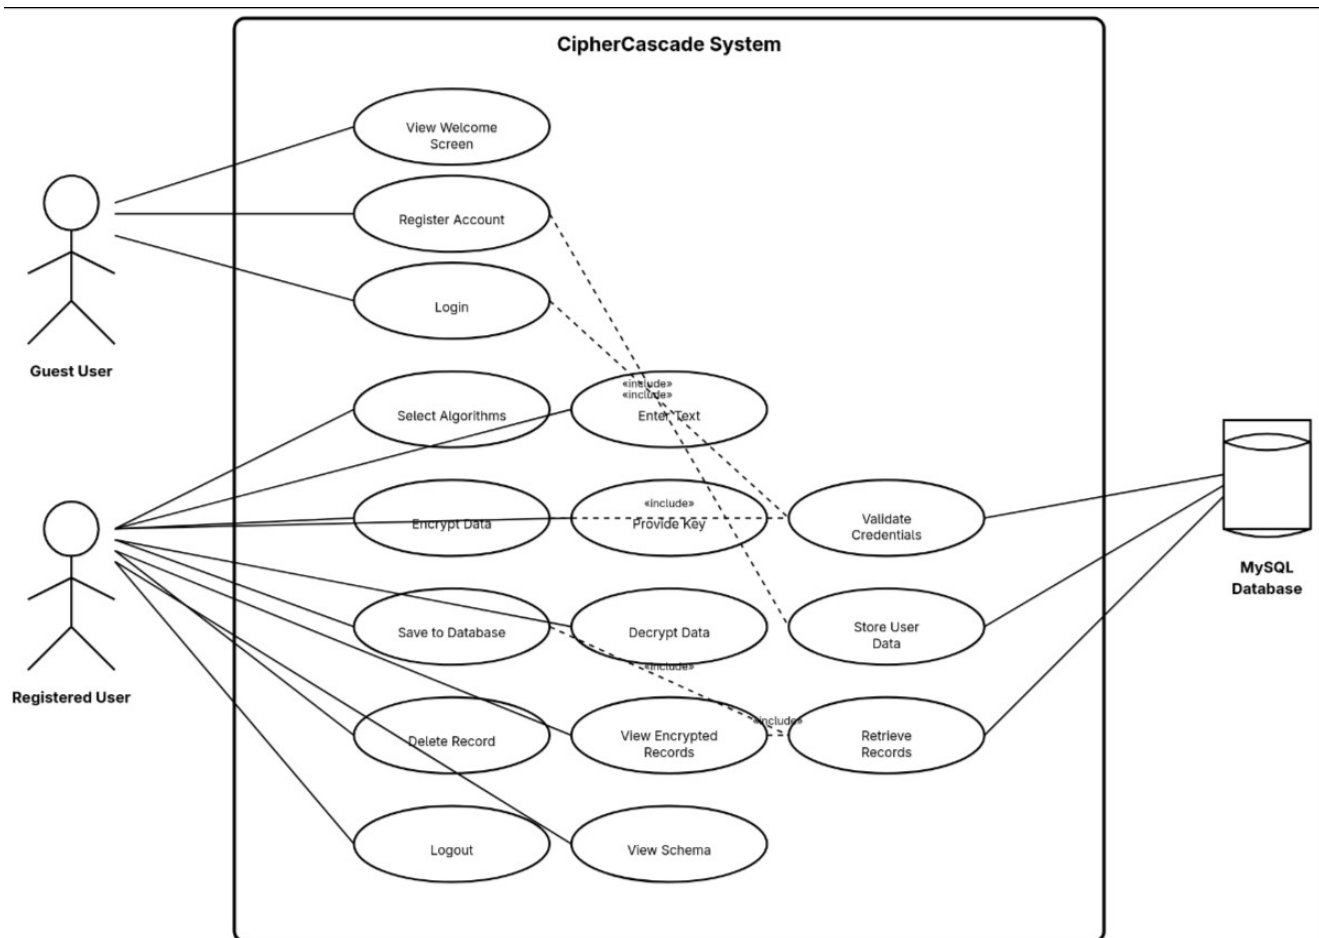 CipherCascade System
View Welcome
Screen
Register Account
Guest User
Login
«include»
«include»
Select Algorithms
Enter Text
Encrypt Data
«include»
Provide Key
Validate
Credentials
MySQL
Database
Registered User
Save to Database
Decrypt Data
Store User
Data
«include»
Delete Record
View Encrypted
Records
«include»
Retrieve
Records
Logout
View Schema